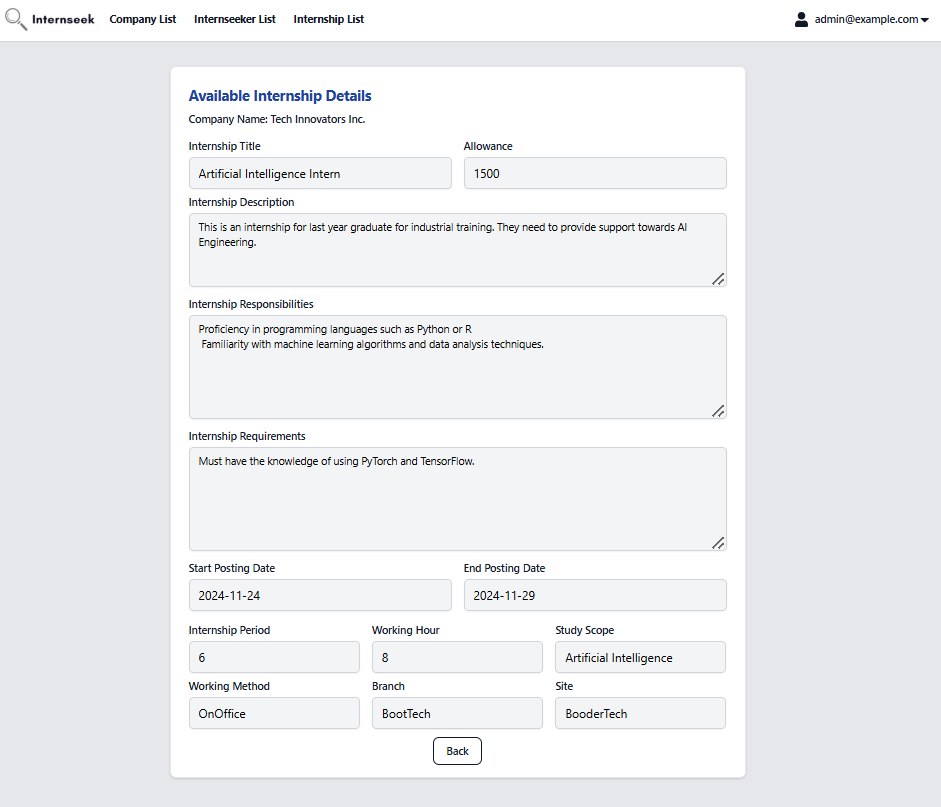 Internseek Company List Internseeker List Internship List admin@example.com
Available Internship Details
Company Name: Tech Innovators Inc.
Internship Title Allowance
Artificial Intelligence Intern 1500
Internship Description
This is an internship for last year graduate for industrial training. They need to provide support towards AI
Engineering.
Internship Responsibilities
Proficiency in programming languages such as Python or R
Familiarity with machine learning algorithms and data analysis techniques.
Internship Requirements
Must have the knowledge of using PyTorch and TensorFlow.
Start Posting Date End Posting Date
2024-11-24 2024-11-29
Internship Period Working Hour Study Scope
6 8 Artificial Intelligence
Working Method Branch Site
OnOffice BootTech BooderTech
Back